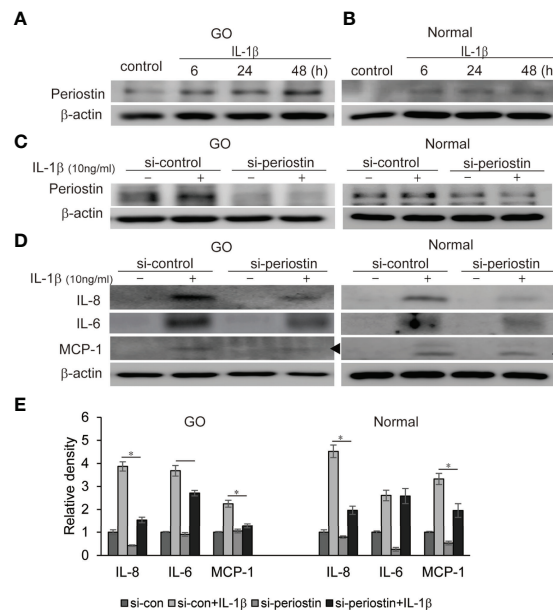 A
GO
IL-1β
control 6 24 48 (h)
Periostin
β-actin
B
Normal
IL-1β
control 6 24 48 (h)
C
GO
Normal
si-control si-periostin si-control si-periostin
IL-1β (10ng/ml) − + − + − + − +
Periostin
β-actin
D
GO
Normal
si-control si-periostin si-control si-periostin
IL-1β (10ng/ml) − + − + − + − +
IL-8
IL-6
MCP-1
β-actin
E
GO
Normal
Relative density
6
5
4
3
2
1
0
* * * *
IL-8 IL-6 MCP-1 IL-8 IL-6 MCP-1
si-con si-con+IL-1β si-periostin si-periostin+IL-1β